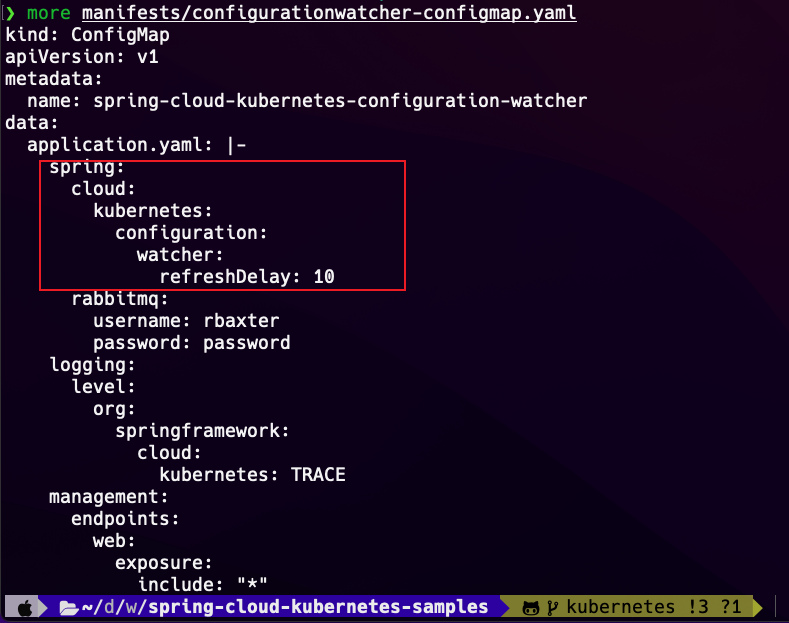 ❯ more manifests/configurationwatcher-configmap.yaml
kind: ConfigMap
apiVersion: v1
metadata:
  name: spring-cloud-kubernetes-configuration-watcher
data:
  application.yaml: |-
    spring:
      cloud:
        kubernetes:
          configuration:
            watcher:
              refreshDelay: 10
      rabbitmq:
        username: rbaxter
        password: password
    logging:
      level:
        org:
          springframework:
            cloud:
              kubernetes: TRACE
    management:
      endpoints:
        web:
          exposure:
            include: "*"
~/d/w/spring-cloud-kubernetes-samples kubernetes !3 ?1